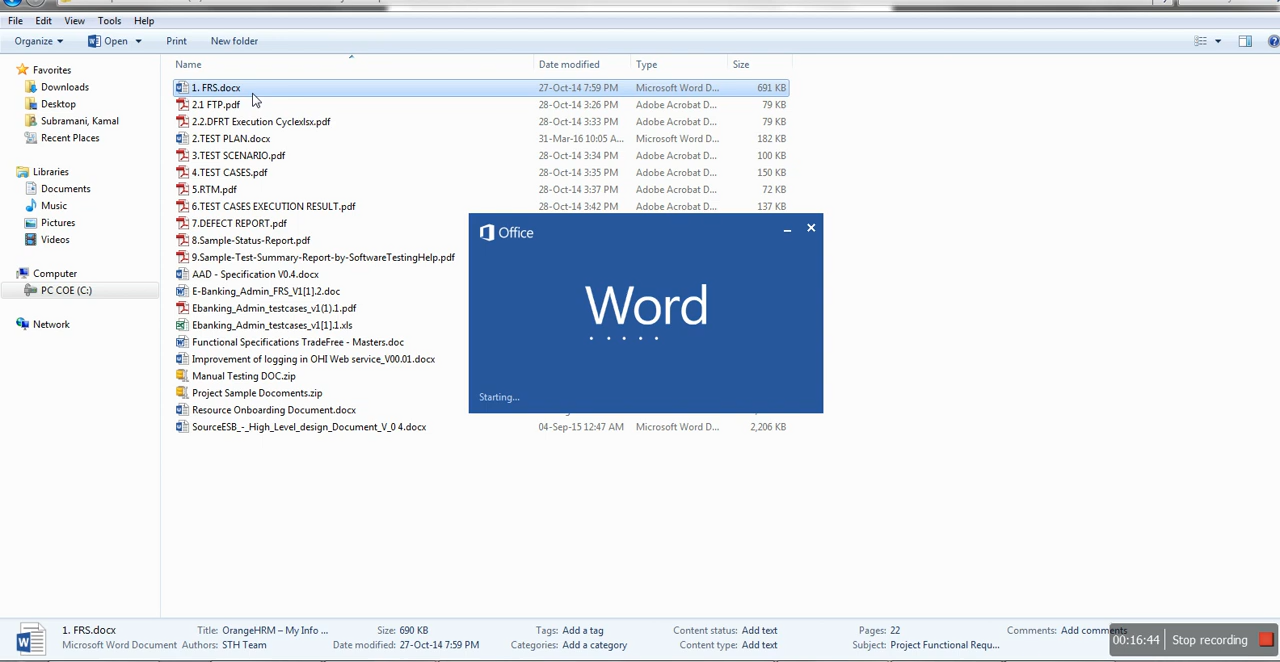 File Edit View Tools Help
Organize Open Print New folder
Favorites
Downloads
Desktop
Subramani, Kamal
Recent Places
Libraries
Documents
Music
Pictures
Videos
Computer
PC COE (C:)
Network
Name Date modified Type Size
1. FRS.docx 27-Oct-14 7:59 PM Microsoft Word D... 691 KB
2.1 FTP.pdf 28-Oct-14 3:26 PM Adobe Acrobat D... 79 KB
2.2.DFRT Execution Cyclexlsx.pdf 28-Oct-14 3:33 PM Adobe Acrobat D... 79 KB
2.TEST PLAN.docx 31-Mar-16 10:05 A... Microsoft Word D... 182 KB
3.TEST SCENARIO.pdf 28-Oct-14 3:34 PM Adobe Acrobat D... 100 KB
4.TEST CASES.pdf 28-Oct-14 3:35 PM Adobe Acrobat D... 150 KB
5.RTM.pdf 28-Oct-14 3:37 PM Adobe Acrobat D... 72 KB
6.TEST CASES EXECUTION RESULT.pdf 28-Oct-14 3:42 PM Adobe Acrobat D... 137 KB
7.DEFECT REPORT.pdf
8.Sample-Status-Report.pdf
9.Sample-Test-Summary-Report-by-SoftwareTestingHelp.pdf
AAD - Specification V0.4.docx
E-Banking_Admin_FRS_V1[1].2.doc
Ebanking_Admin_testcases_v1(1).1.pdf
Ebanking_Admin_testcases_v1[1].1.xls
Functional Specifications TradeFree - Masters.doc
Improvement of logging in OHI Web service_V00.01.docx
Manual Testing DOC.zip
Project Sample Docoments.zip
Resource Onboarding Document.docx
SourceESB_-_High_Level_design_Document_V_0 4.docx 04-Sep-15 12:47 AM Microsoft Word D... 2,206 KB
Office
Word
Starting...
1. FRS.docx Title: OrangeHRM – My Info ... Size: 690 KB Tags: Add a tag Content status: Add text Pages: 22 Comments: Add comments
Microsoft Word Document Authors: STH Team Date modified: 27-Oct-14 7:59 PM Categories: Add a category Content type: Add text Subject: Project Functional Requ...
00:16:44 Stop recording